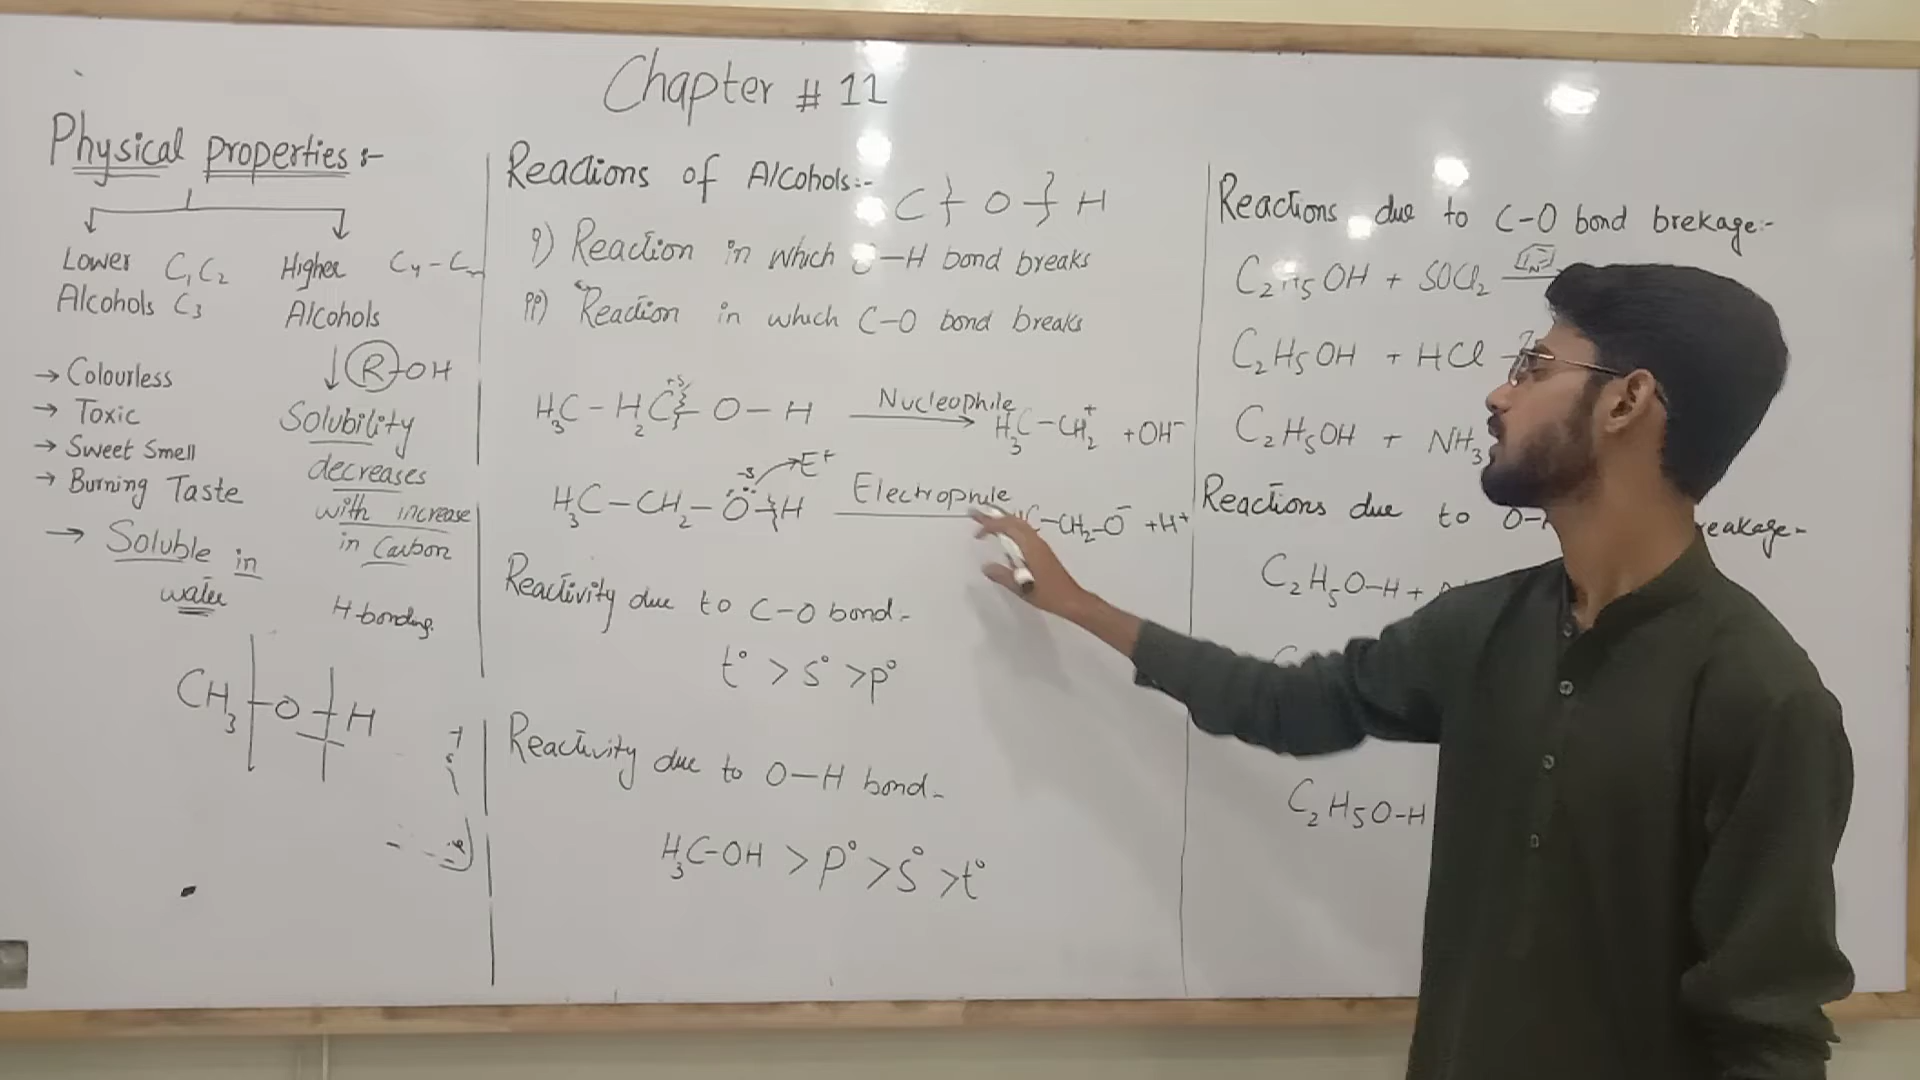 Chapter # 11
Physical properties :-
Lower C1 C2
Alcohols C3
Higher C4 - Cn
Alcohols
→ Colourless
→ Toxic
→ Sweet Smell
→ Burning Taste
→ Soluble in
water
↓ R-OH
Solubility
decreases
with increase
in Carbon
H-bonding.
CH3 - O - H
Reactions of Alcohols:-
C } O } H
i) Reaction in which O-H bond breaks
ii) Reaction in which C-O bond breaks
H3C - H2C +δ - O - H Nucleophile → H3C - CH2+ + OH-
H3C - CH2 - O -δ - H → E+ Electrophile H3C-CH2-O- + H+
Reactivity due to C-O bond-
t° > s° > p°
Reactivity due to O-H bond-
H3C-OH > p° > s° > t°
Reactions due to C-O bond brekage:-
C2H5OH + SOCl2
C2H5OH + HCl
C2H5OH + NH3
Reactions due to O- eakage-
C2H5O-H +
C2H5O-H